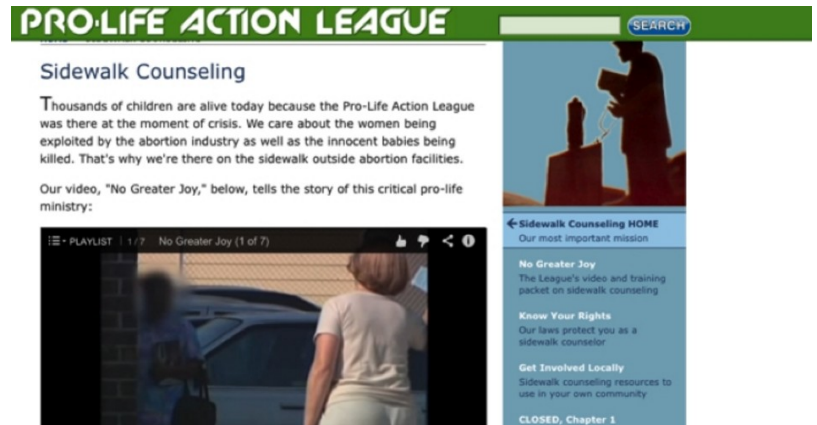 PRO-LIFE ACTION LEAGUE
SEARCH
Sidewalk Counseling
Thousands of children are alive today because the Pro-Life Action League
was there at the moment of crisis. We care about the women being
exploited by the abortion industry as well as the innocent babies being
killed. That's why we're there on the sidewalk outside abortion facilities.
Our video, "No Greater Joy," below, tells the story of this critical pro-life
ministry:
PLAYLIST | 1/7 No Greater Joy (1 of 7)
Sidewalk Counseling HOME
Our most important mission
No Greater Joy
The League's video and training
packet on sidewalk counseling
Know Your Rights
Our laws protect you as a
sidewalk counselor
Get Involved Locally
Sidewalk counseling resources to
use in your own community
CLOSED, Chapter 1